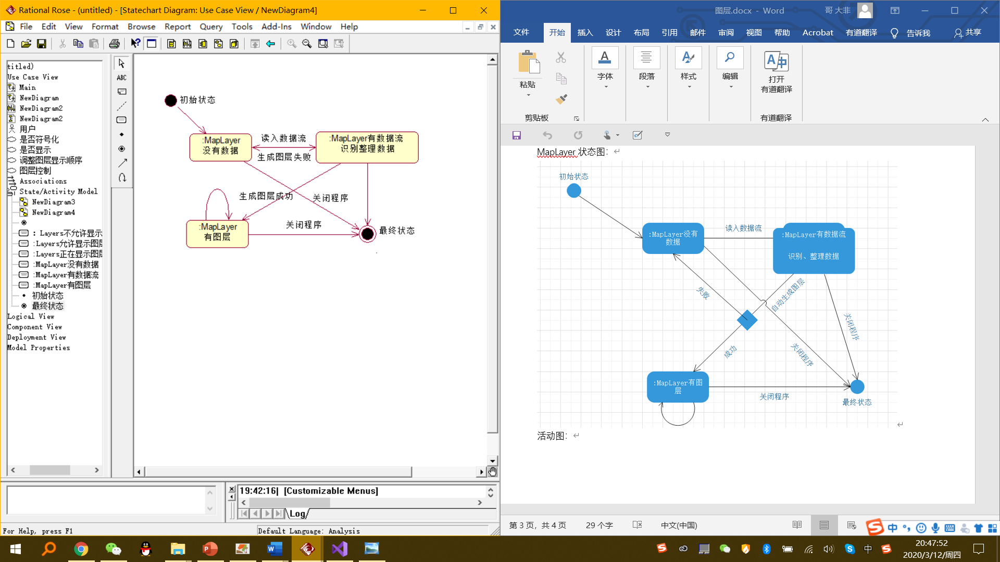 Rational Rose - (untitled) - [Statechart Diagram: Use Case View / NewDiagram4]
File Edit View Format Browse Report Query Tools Add-Ins Window Help
titled)
Use Case View
Main
NewDiagram
NewDiagram2
NewDiagram2
用户
是否符号化
是否显示
调整图层显示顺序
图层控制
Associations
State/Activity Model
NewDiagram3
NewDiagram4
: Layers不允许显示
:Layers允许显示图层
:Layers正在显示图层
:MapLayer没有数据
:MapLayer有数据流
:MapLayer有图层
初始状态
最终状态
Logical View
Component View
Deployment View
Model Properties
ABC
初始状态
:MapLayer
没有数据
读入数据流
生成图层失败
:MapLayer有数据流
识别整理数据
生成图层成功
关闭程序
:MapLayer
有图层
关闭程序
最终状态
19:42:16| [Customizable Menus]
Log
For Help, press F1
Default Language: Analysis
图层.docx - Word
哥 大非
文件 开始 插入 设计 布局 引用 邮件 审阅 视图 帮助 Acrobat 有道翻译 告诉我 共享
粘贴
字体
段落
样式
编辑
打开
有道翻译
剪贴板
有道翻译
MapLayer 状态图：
初始状态
:MapLayer没有
数据
读入数据流
:MapLayer有数据流
识别、整理数据
失败
自动生成图层
关闭程序
成功
关闭程序
:MapLayer有图
层
关闭程序
最终状态
活动图：
第 3 页，共 4 页 29 个字 中文(中国)
中
中
20:47:52
2020/3/12/周四